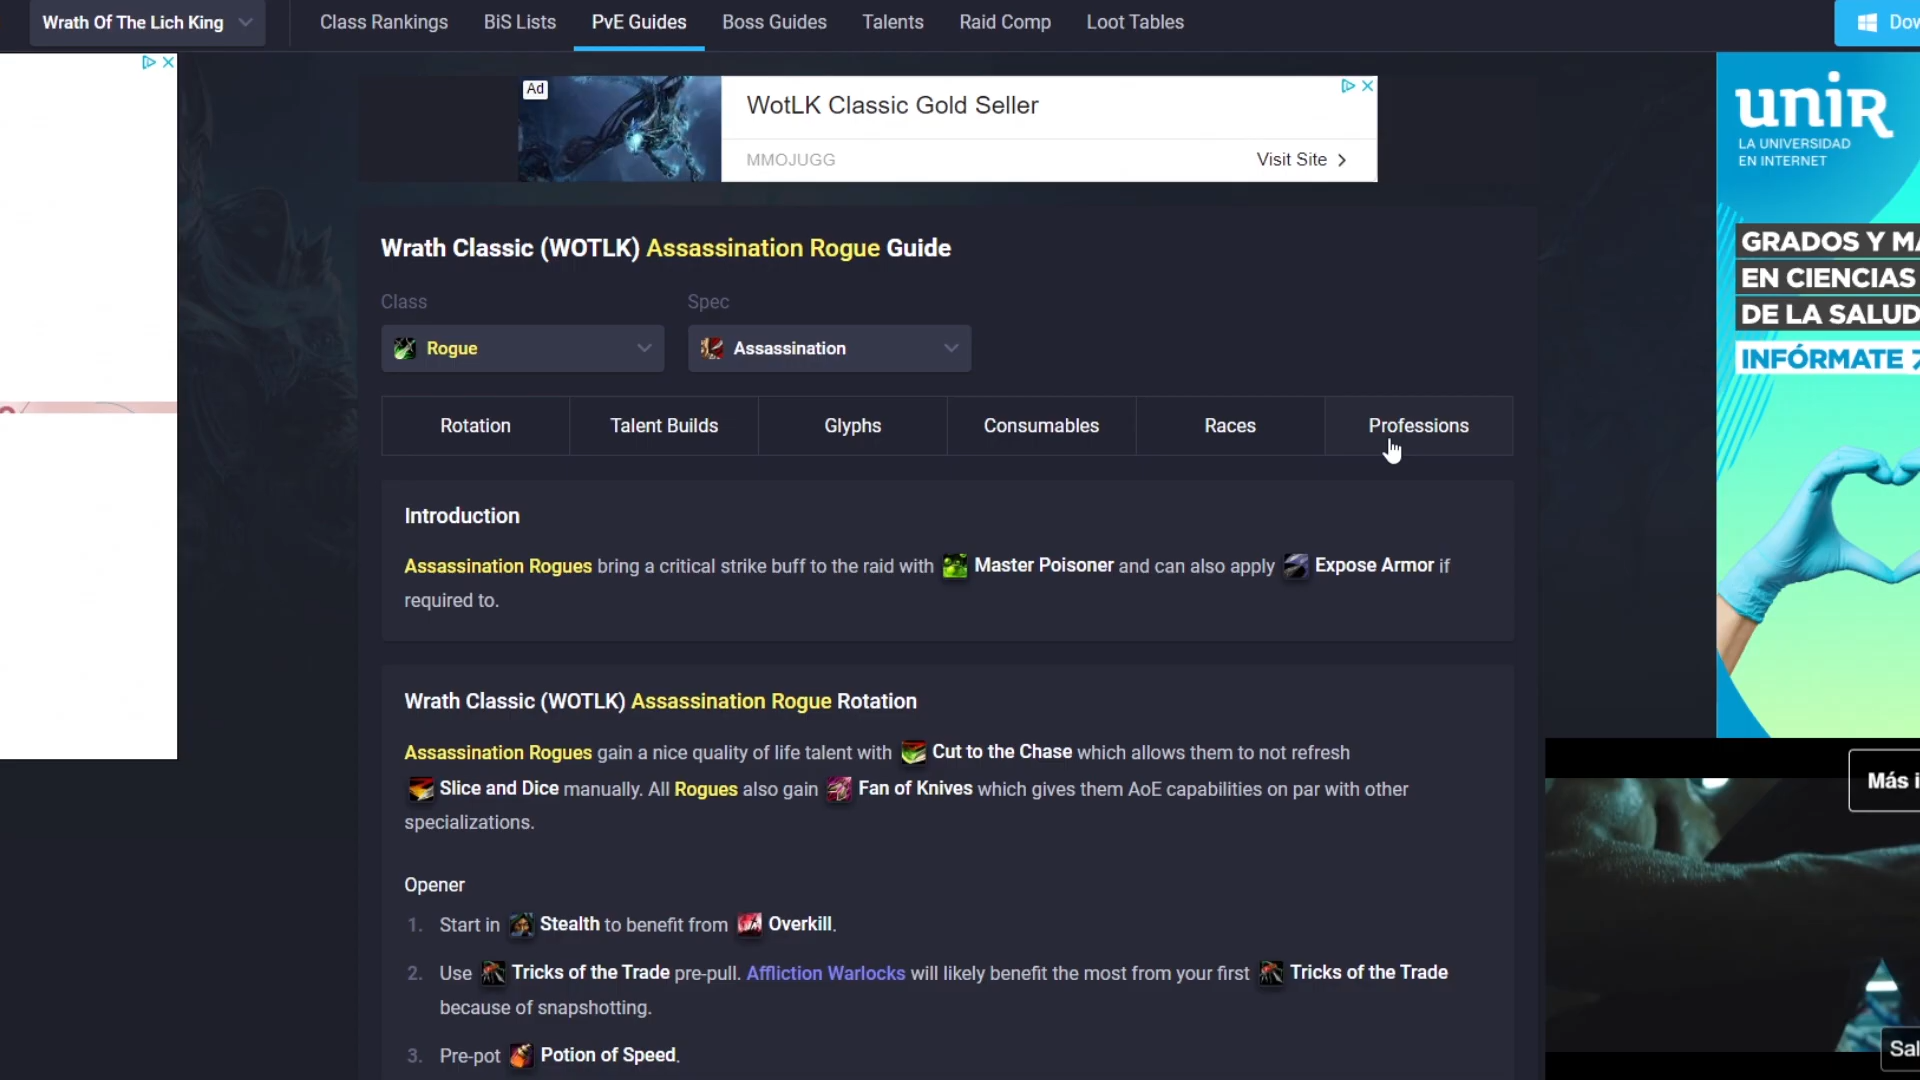 Wrath Of The Lich King
Class Rankings
BiS Lists
PvE Guides
Boss Guides
Talents
Raid Comp
Loot Tables
Ad
WotLK Classic Gold Seller
MMOJUGG
Visit Site
unir
LA UNIVERSIDAD
EN INTERNET
GRADOS Y
EN CIENCIAS
DE LA SALUD
INFÓRMATE
Wrath Classic (WOTLK) Assassination Rogue Guide
Class
Spec
Rogue
Assassination
Rotation
Talent Builds
Glyphs
Consumables
Races
Professions
Introduction
Assassination Rogues bring a critical strike buff to the raid with Master Poisoner and can also apply Expose Armor if
required to.
Wrath Classic (WOTLK) Assassination Rogue Rotation
Assassination Rogues gain a nice quality of life talent with Cut to the Chase which allows them to not refresh
Slice and Dice manually. All Rogues also gain Fan of Knives which gives them AoE capabilities on par with other
specializations.
Opener
1. Start in Stealth to benefit from Overkill.
2. Use Tricks of the Trade pre-pull. Affliction Warlocks will likely benefit the most from your first Tricks of the Trade
because of snapshotting.
3. Pre-pot Potion of Speed.
Más